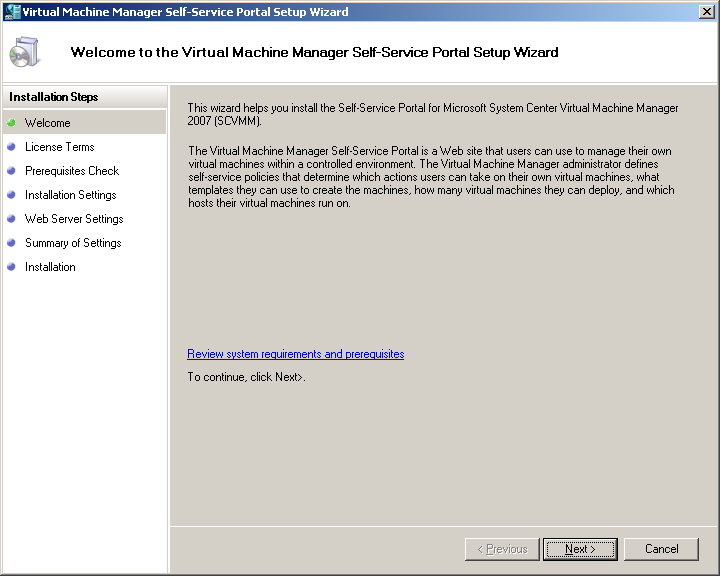 Virtual Machine Manager Self-Service Portal Setup Wizard
Welcome to the Virtual Machine Manager Self-Service Portal Setup Wizard
Installation Steps
Welcome
License Terms
Prerequisites Check
Installation Settings
Web Server Settings
Summary of Settings
Installation
This wizard helps you install the Self-Service Portal for Microsoft System Center Virtual Machine Manager
2007 (SCVMM).
The Virtual Machine Manager Self-Service Portal is a Web site that users can use to manage their own
virtual machines within a controlled environment. The Virtual Machine Manager administrator defines
self-service policies that determine which actions users can take on their own virtual machines, what
templates they can use to create the machines, how many virtual machines they can deploy, and which
hosts their virtual machines run on.
Review system requirements and prerequisites
To continue, click Next>.
< Previous
Next >
Cancel